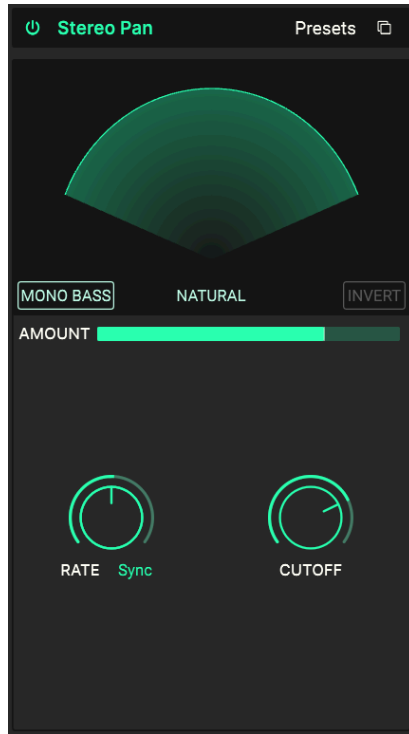 Stereo Pan Presets
MONO BASS NATURAL INVERT
AMOUNT
RATE Sync CUTOFF